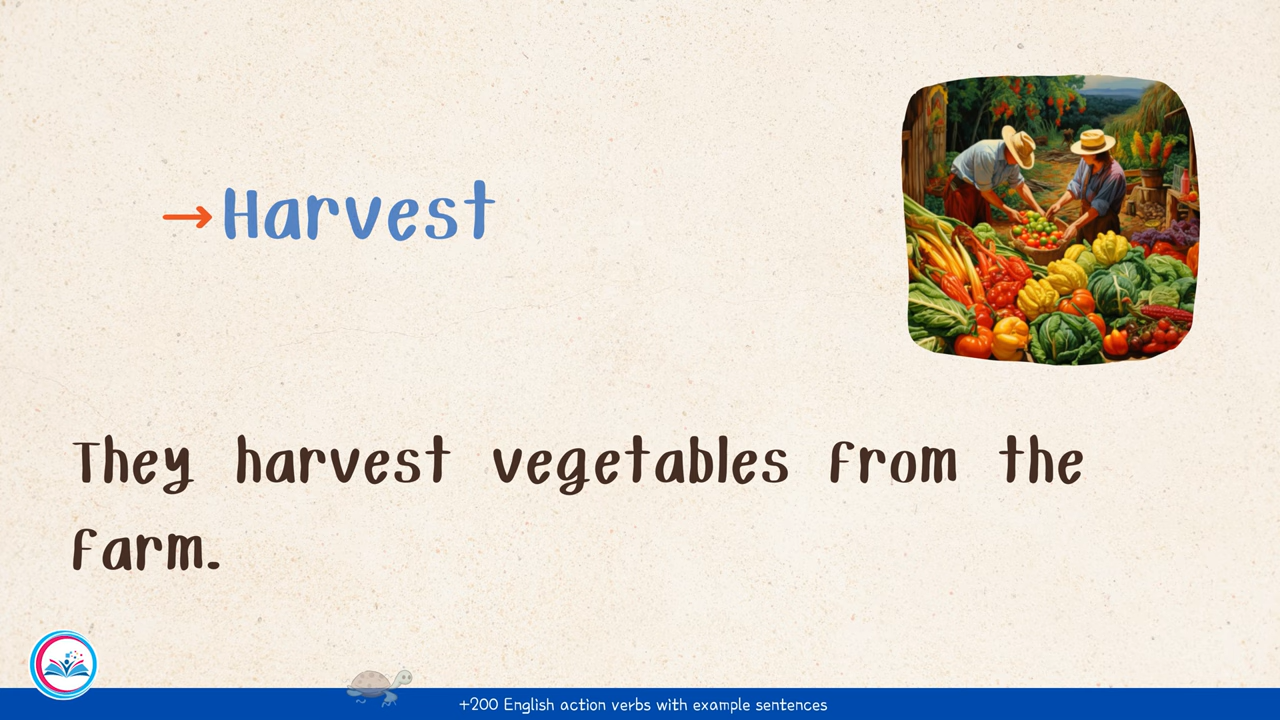 →Harvest
They harvest vegetables from the
farm.
+200 English action verbs with example sentences